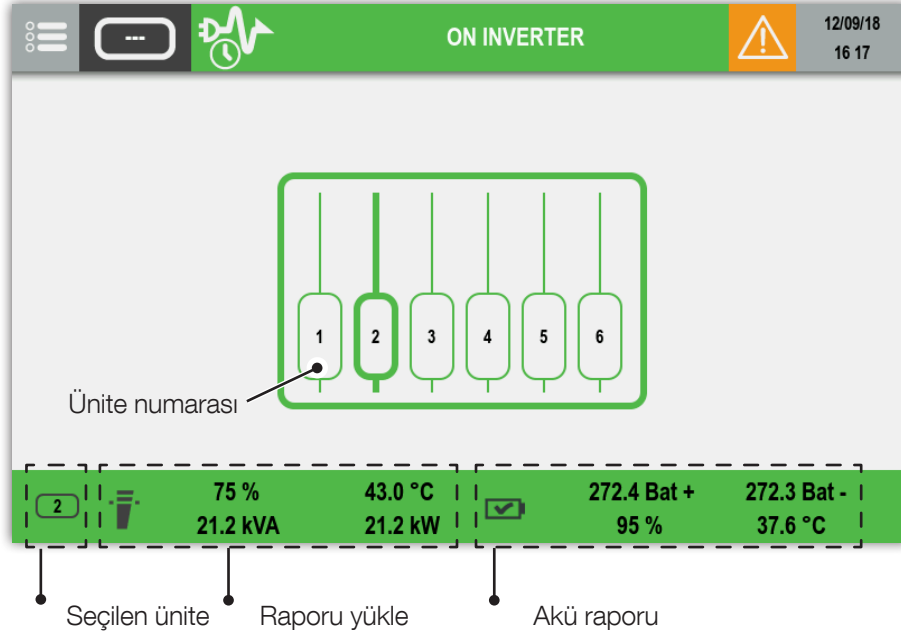 ---
ON INVERTER
12/09/18
16 17
1 2 3 4 5 6
Ünite numarası
2
75 % 43.0 °C 272.4 Bat + 272.3 Bat -
21.2 kVA 21.2 kW 95 % 37.6 °C
Seçilen ünite Raporu yükle Akü raporu